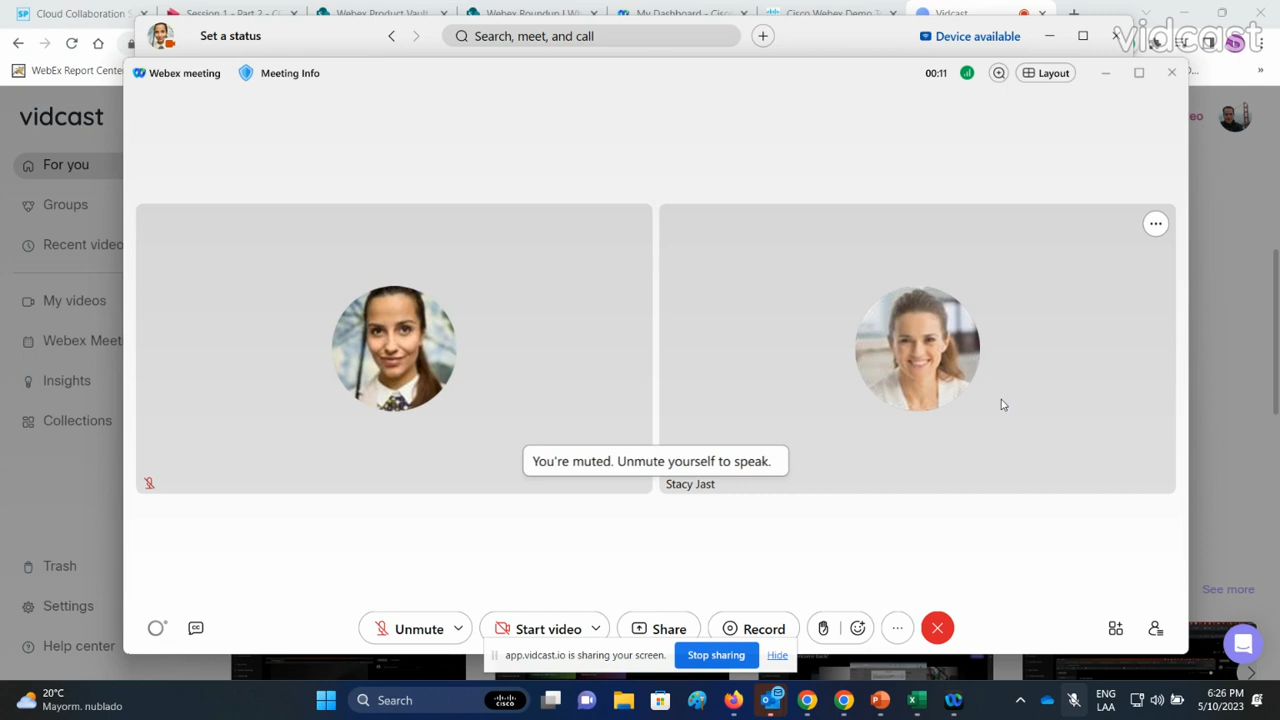 Cloud Collaboration S
Session 1 - Part 2 - C
Webex Product Vault
Webex Roundup | Wi
My Dashboard - Clou
Cisco Webex Demo
Vidcast
Set a status
Search, meet, and call
Device available
vidcast
WebEx Report Center
Webex meeting
Meeting Info
00:11
Layout
vidcast
For you
Groups
Recent video
My videos
Webex Meet
Insights
Collections
You're muted. Unmute yourself to speak.
Stacy Jast
Trash
See more
Settings
Help center
CC
Unmute
Start video
Share
Record
app.vidcast.io is sharing your screen.
Stop sharing
Hide
20°C
Mayorm. nublado
Search
cisco
ENG
LAA
6:26 PM
5/10/2023